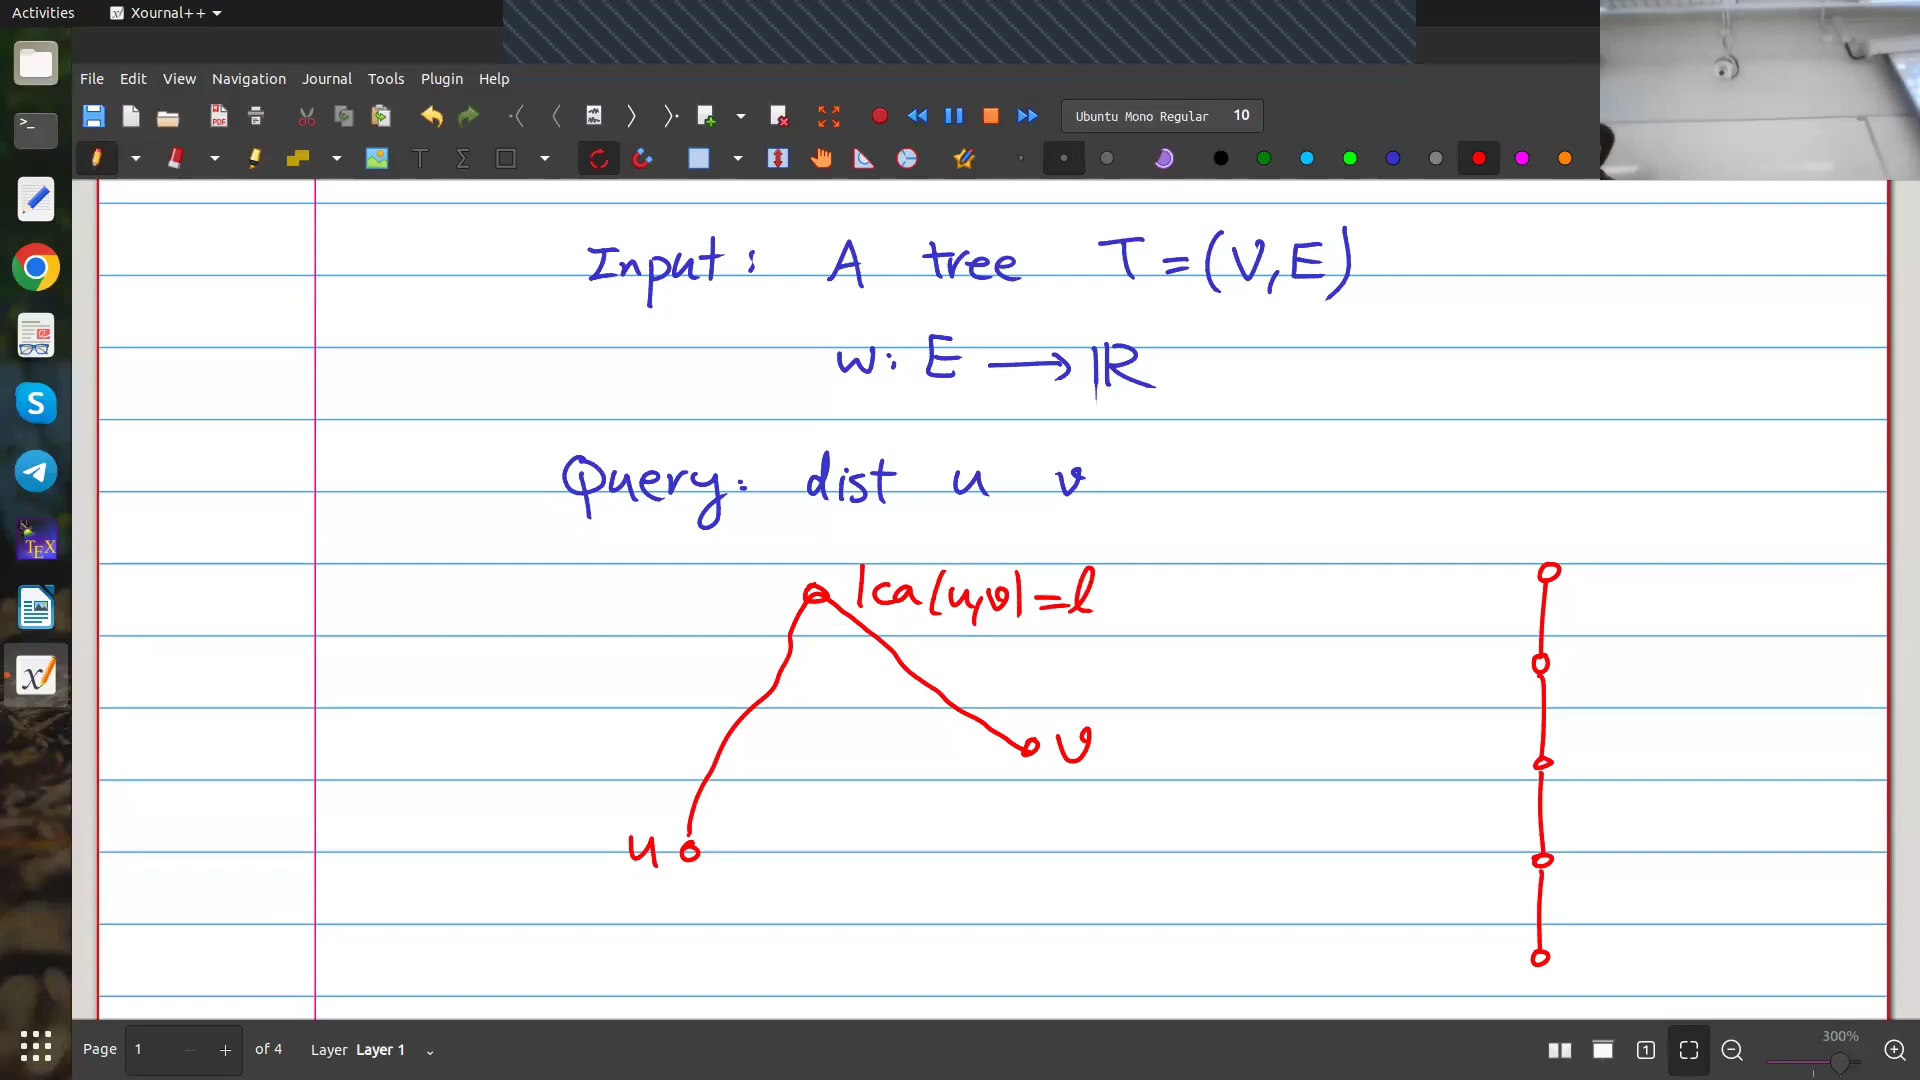 Activities Xournal++
File Edit View Navigation Journal Tools Plugin Help
Ubuntu Mono Regular 10
Input: A tree T = (V, E)
w: E ⟶ ℝ
Query: dist u v
lca(u,v) = l
v
u
Page 1 − + of 4 Layer Layer 1
300%